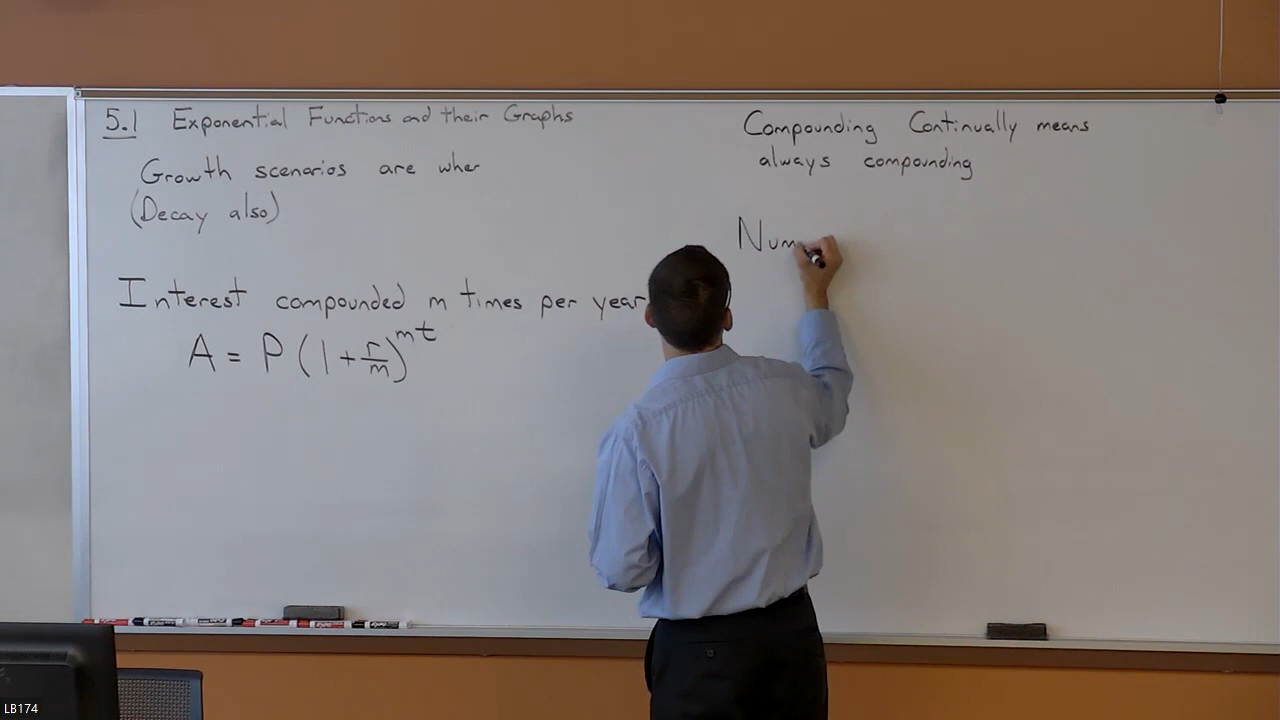 5.1 Exponential Functions and their Graphs
Growth scenarios are wher
(Decay also)
Interest compounded m times per year
A = P(1 + r/m)^mt
Compounding Continually means
always compounding
Num
LB174